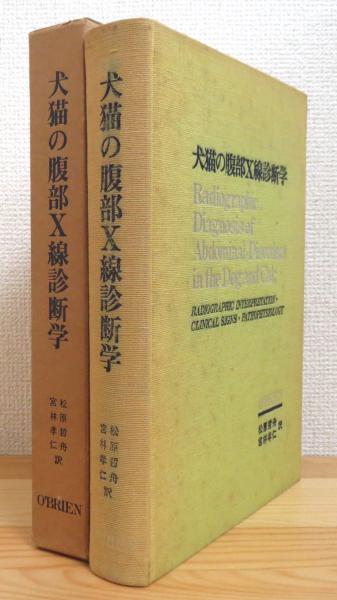 犬猫の腹部X線診断学
松原哲舟
宮林孝仁 訳
O'BRIEN
犬猫の腹部X線診断学
松原哲舟
宮林孝仁 訳
犬猫の腹部X線診断学
Radiographic
Diagnosis of
Abdominal Disorders
in the Dog and Cat
RADIOGRAPHIC INTERPRETATION •
CLINICAL SIGNS • PATHOPHYSIOLOGY
松原哲舟
宮林孝仁 訳